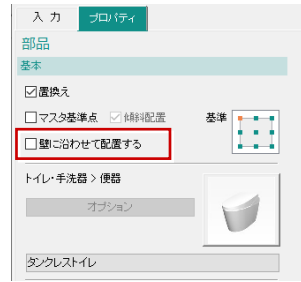 入力 プロパティ
部品
基本
置換え
マスタ基準点 傾斜配置 基準
壁に沿わせて配置する
トイレ・手洗器 > 便器
オプション
タンクレストイレ